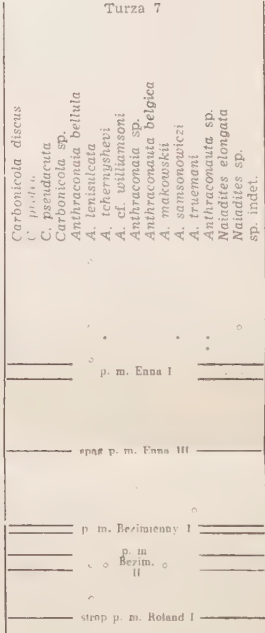 Turza 7
Carbonicola discus
C.
C. pseudacuta
Carbonicola sp.
Anthraconaia bellula
A. lenisulcata
A. tchernyshevi
A. cf. williamsoni
Anthraconaia sp.
Anthraconauta belgica
A. makowskii
A. samsonowiczi
A. truemani
Anthraconauta sp.
Naiadites elongata
Naiadites sp.
sp. indet.
p. m. Enna I
spąg p. m. Enna III
p. m. Bezimienny I
p. m
Bezim.
II
strop p. m. Roland I